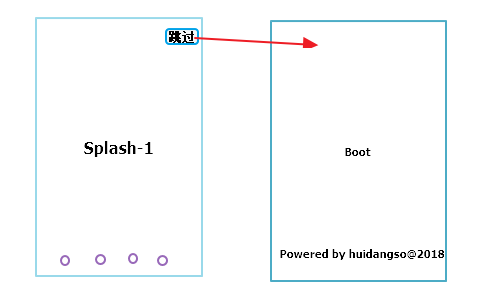 跳过
Splash-1
Boot
Powered by huidangso@2018